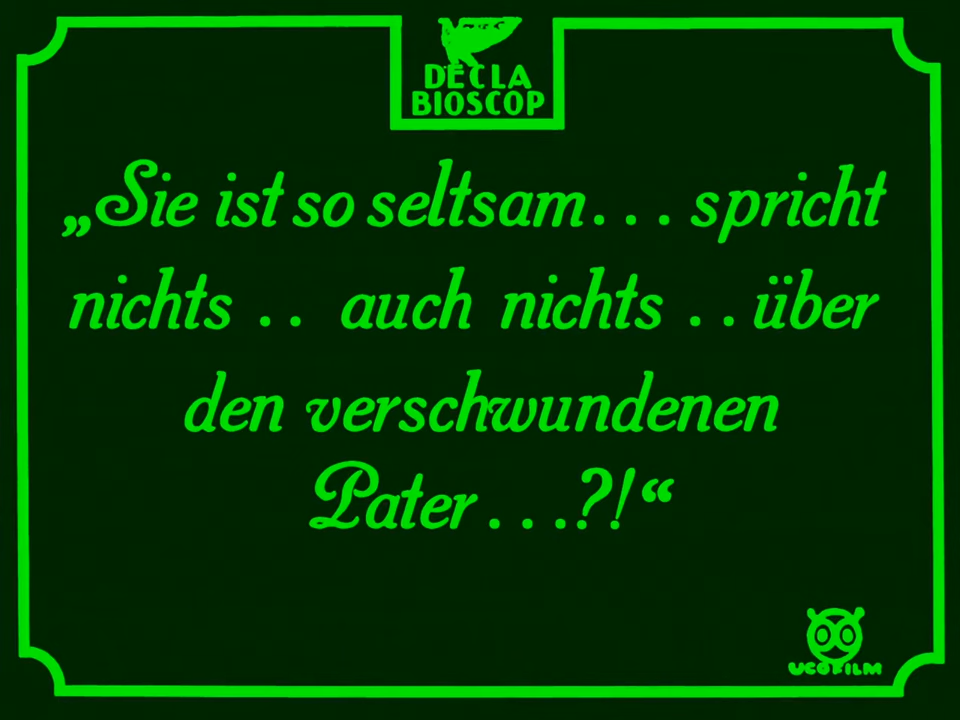 DECLA
BIOSCOP
„Sie ist so seltsam. . . spricht
nichts . . auch nichts . . über
den verschwundenen
Pater . . .?!“
UCOFILM